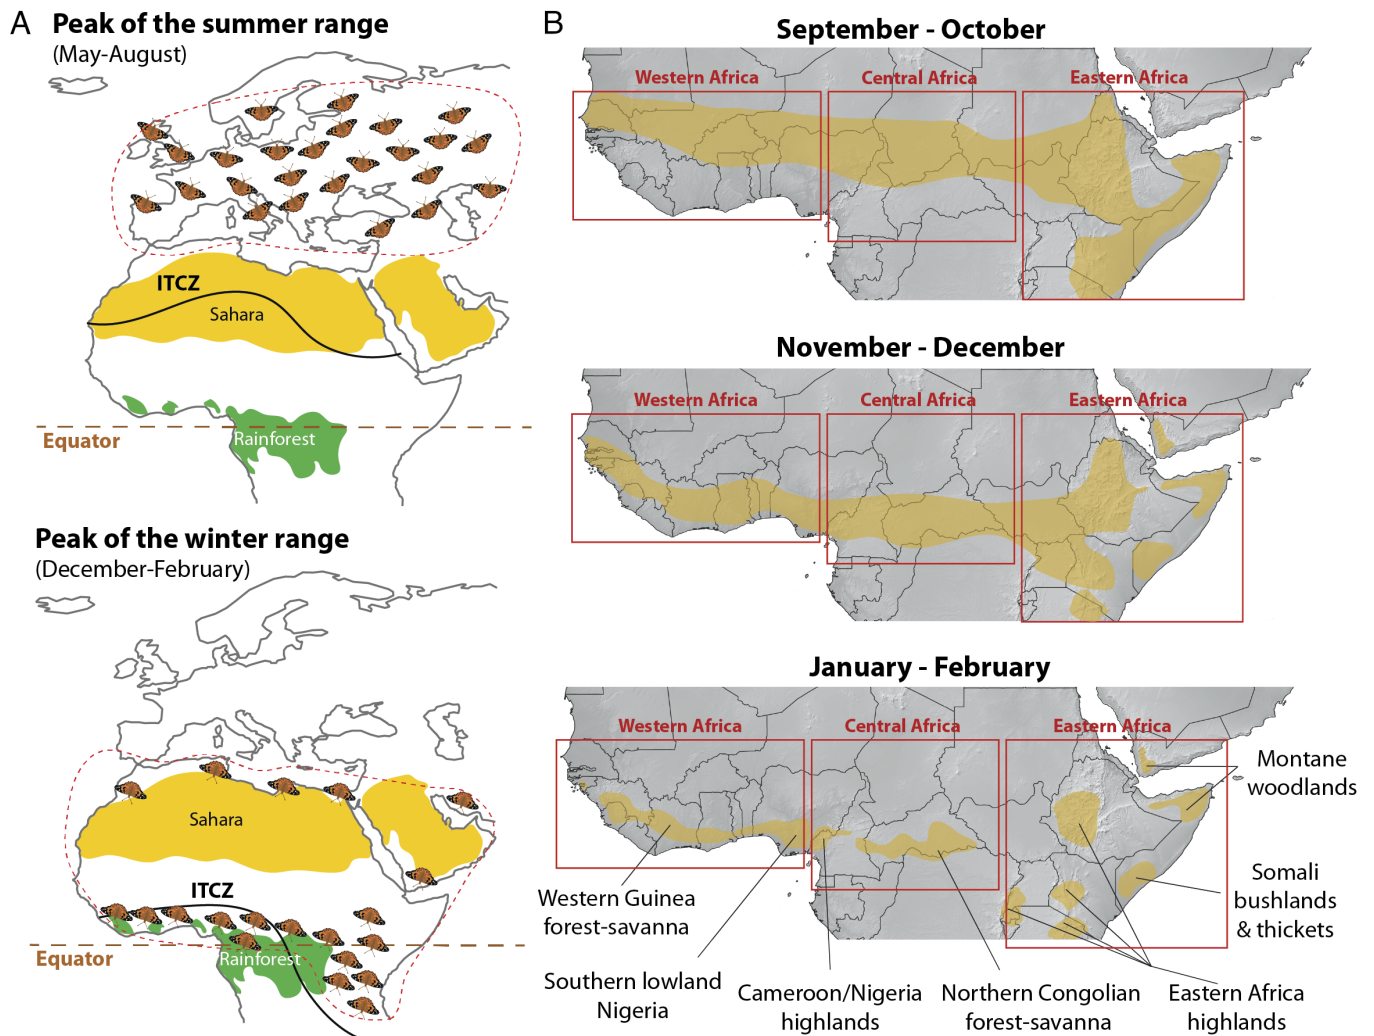 A
Peak of the summer range
(May-August)
ITCZ
Sahara
Equator
Rainforest
Peak of the winter range
(December-February)
Sahara
ITCZ
Equator
Rainforest
B
September - October
Western Africa
Central Africa
Eastern Africa
November - December
Western Africa
Central Africa
Eastern Africa
January - February
Western Africa
Central Africa
Eastern Africa
Montane
woodlands
Somali
bushlands
& thickets
Western Guinea
forest-savanna
Southern lowland
Nigeria
Cameroon/Nigeria
highlands
Northern Congolian
forest-savanna
Eastern Africa
highlands